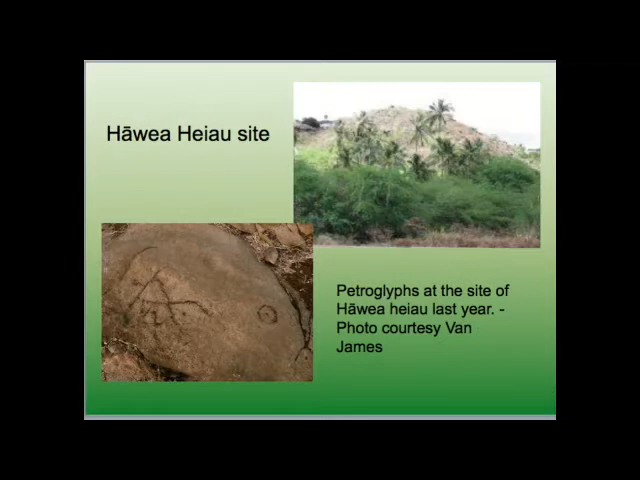 Hāwea Heiau site
Petroglyphs at the site of
Hāwea heiau last year. -
Photo courtesy Van
James